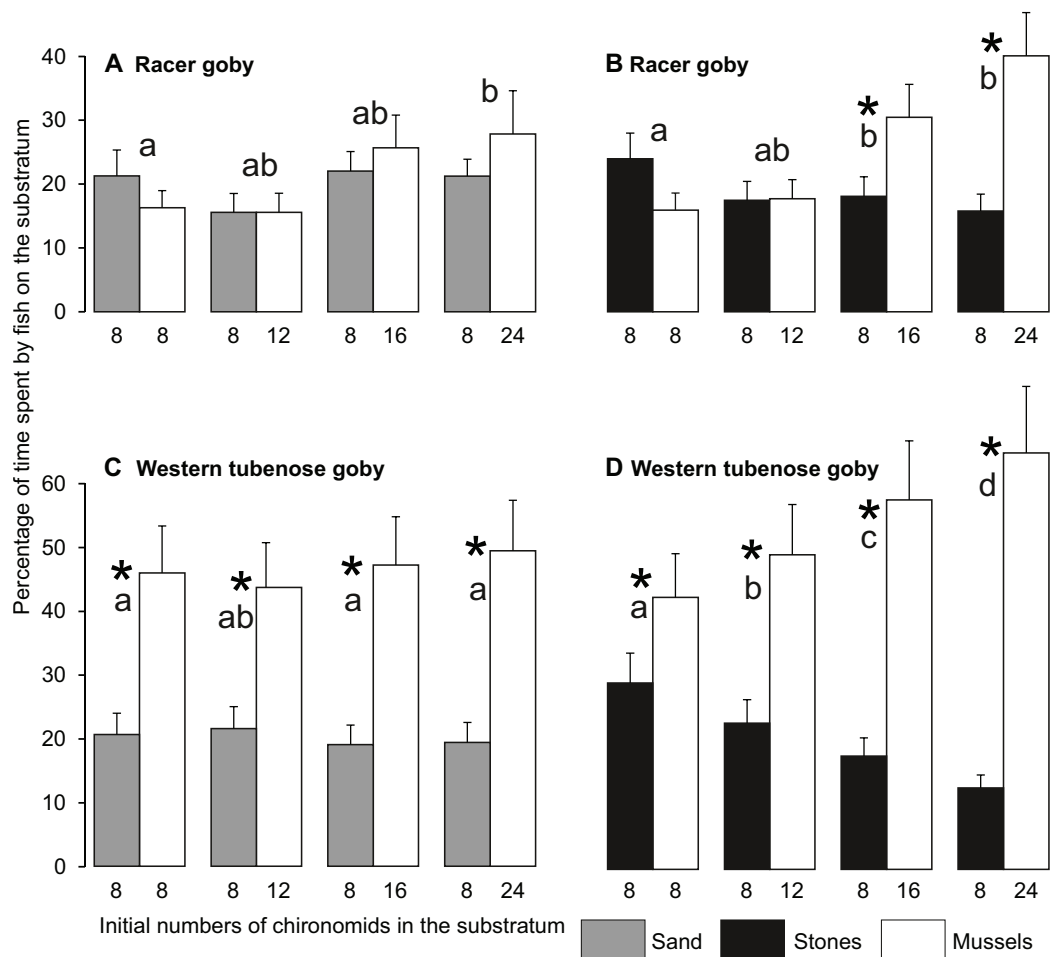 A Racer goby
B Racer goby
40
30
20
10
0
a
ab
ab
b
a
ab
*
b
*
b
8 8 8 12 8 16 8 24
8 8 8 12 8 16 8 24
Percentage of time spent by fish on the substratum
C Western tubenose goby
D Western tubenose goby
60
50
40
30
20
10
0
*
a
*
ab
*
a
*
a
*
a
*
b
*
c
*
d
8 8 8 12 8 16 8 24
8 8 8 12 8 16 8 24
Initial numbers of chironomids in the substratum
Sand
Stones
Mussels